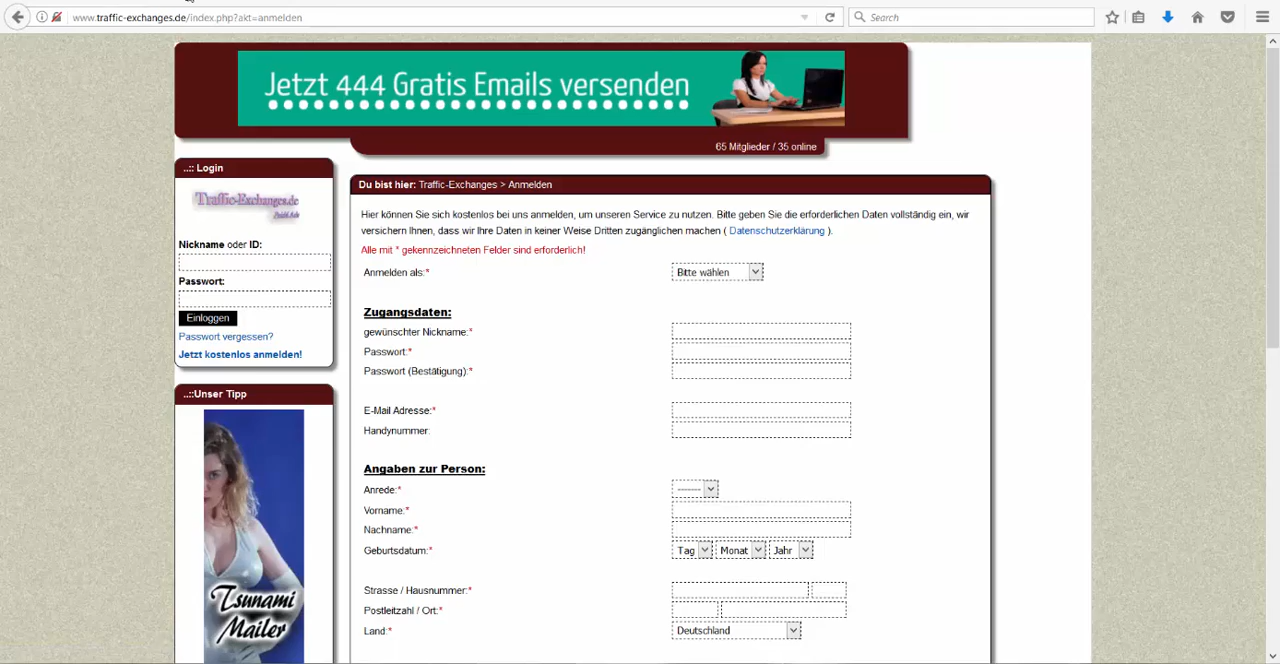 www.traffic-exchanges.de/index.php?akt=anmelden
Search
Jetzt 444 Gratis Emails versenden
65 Mitglieder / 35 online
..:: Login
Traffic-Exchanges.de
Nickname oder ID:
Passwort:
Einloggen
Passwort vergessen?
Jetzt kostenlos anmelden!
..::Unser Tipp
Tsunami
Mailer
Du bist hier: Traffic-Exchanges > Anmelden
Hier können Sie sich kostenlos bei uns anmelden, um unseren Service zu nutzen. Bitte geben Sie die erforderlichen Daten vollständig ein, wir
versichern Ihnen, dass wir Ihre Daten in keiner Weise Dritten zugänglich machen ( Datenschutzerklärung ).
Alle mit * gekennzeichneten Felder sind erforderlich!
Anmelden als:* Bitte wählen
Zugangsdaten:
gewünschter Nickname:*
Passwort:*
Passwort (Bestätigung):*
E-Mail Adresse:*
Handynummer:
Angaben zur Person:
Anrede:* -------
Vorname:*
Nachname:*
Geburtsdatum:* Tag Monat Jahr
Strasse / Hausnummer:*
Postleitzahl / Ort:*
Land:* Deutschland